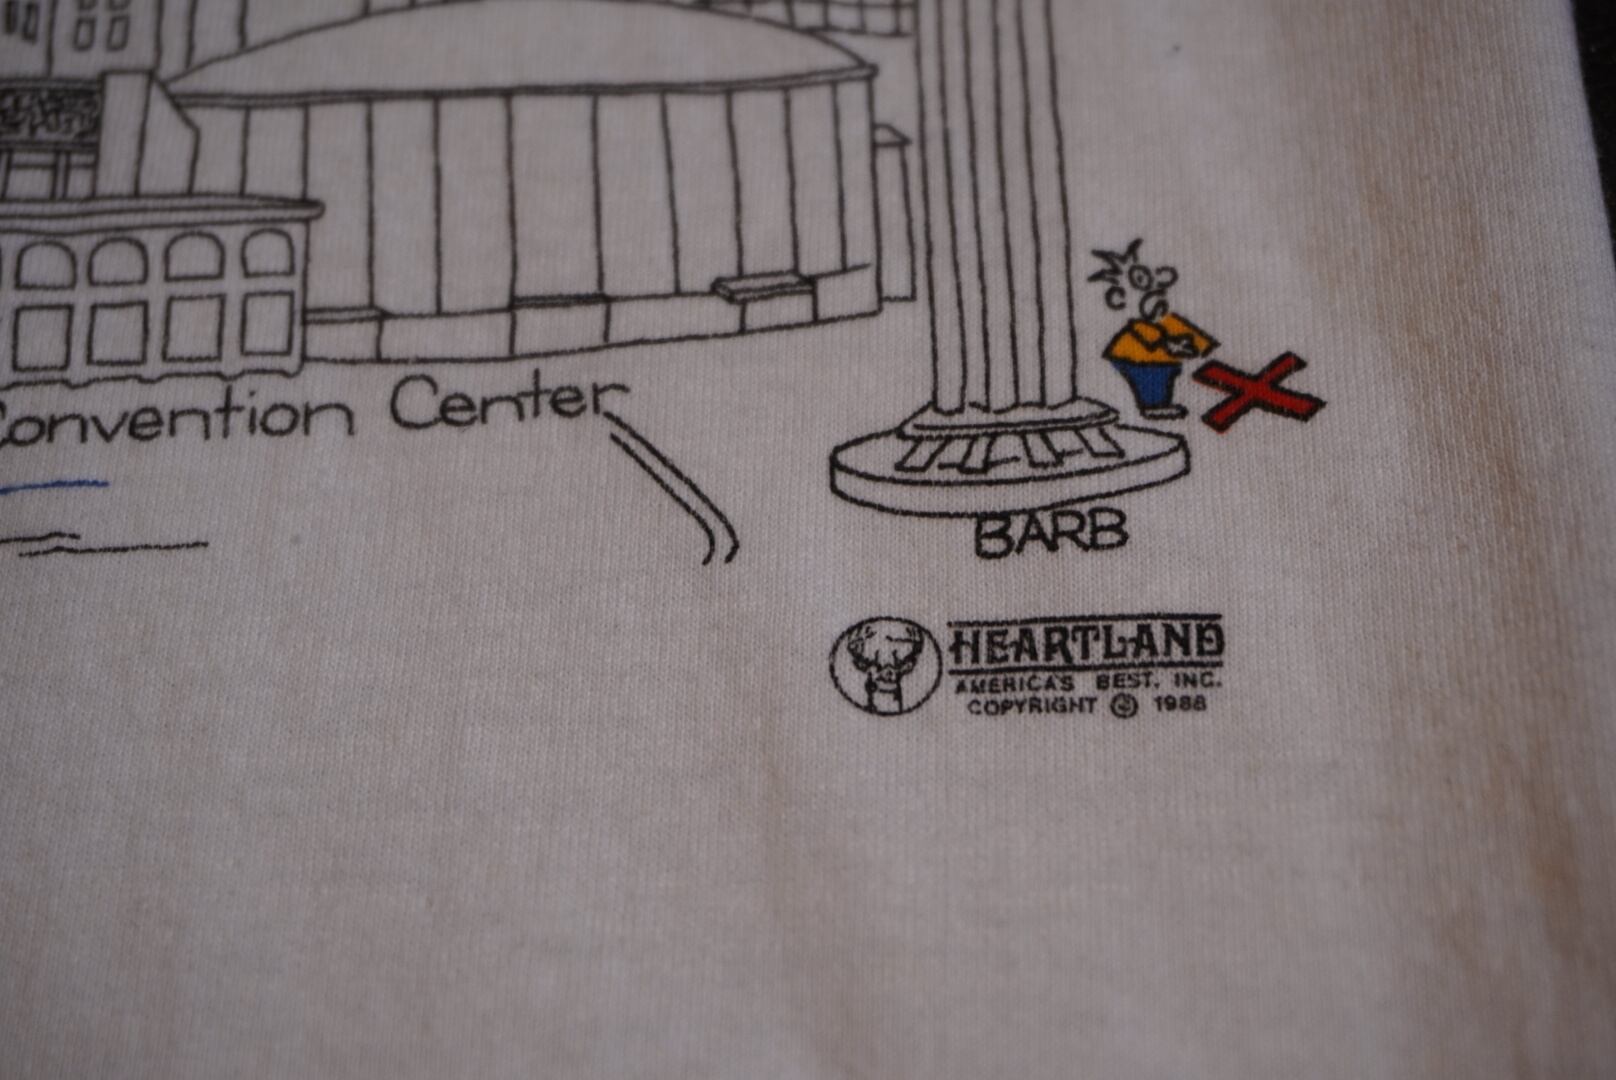 Convention Center
BARB
HEARTLAND
AMERICA'S BEST. INC.
COPYRIGHT © 1988